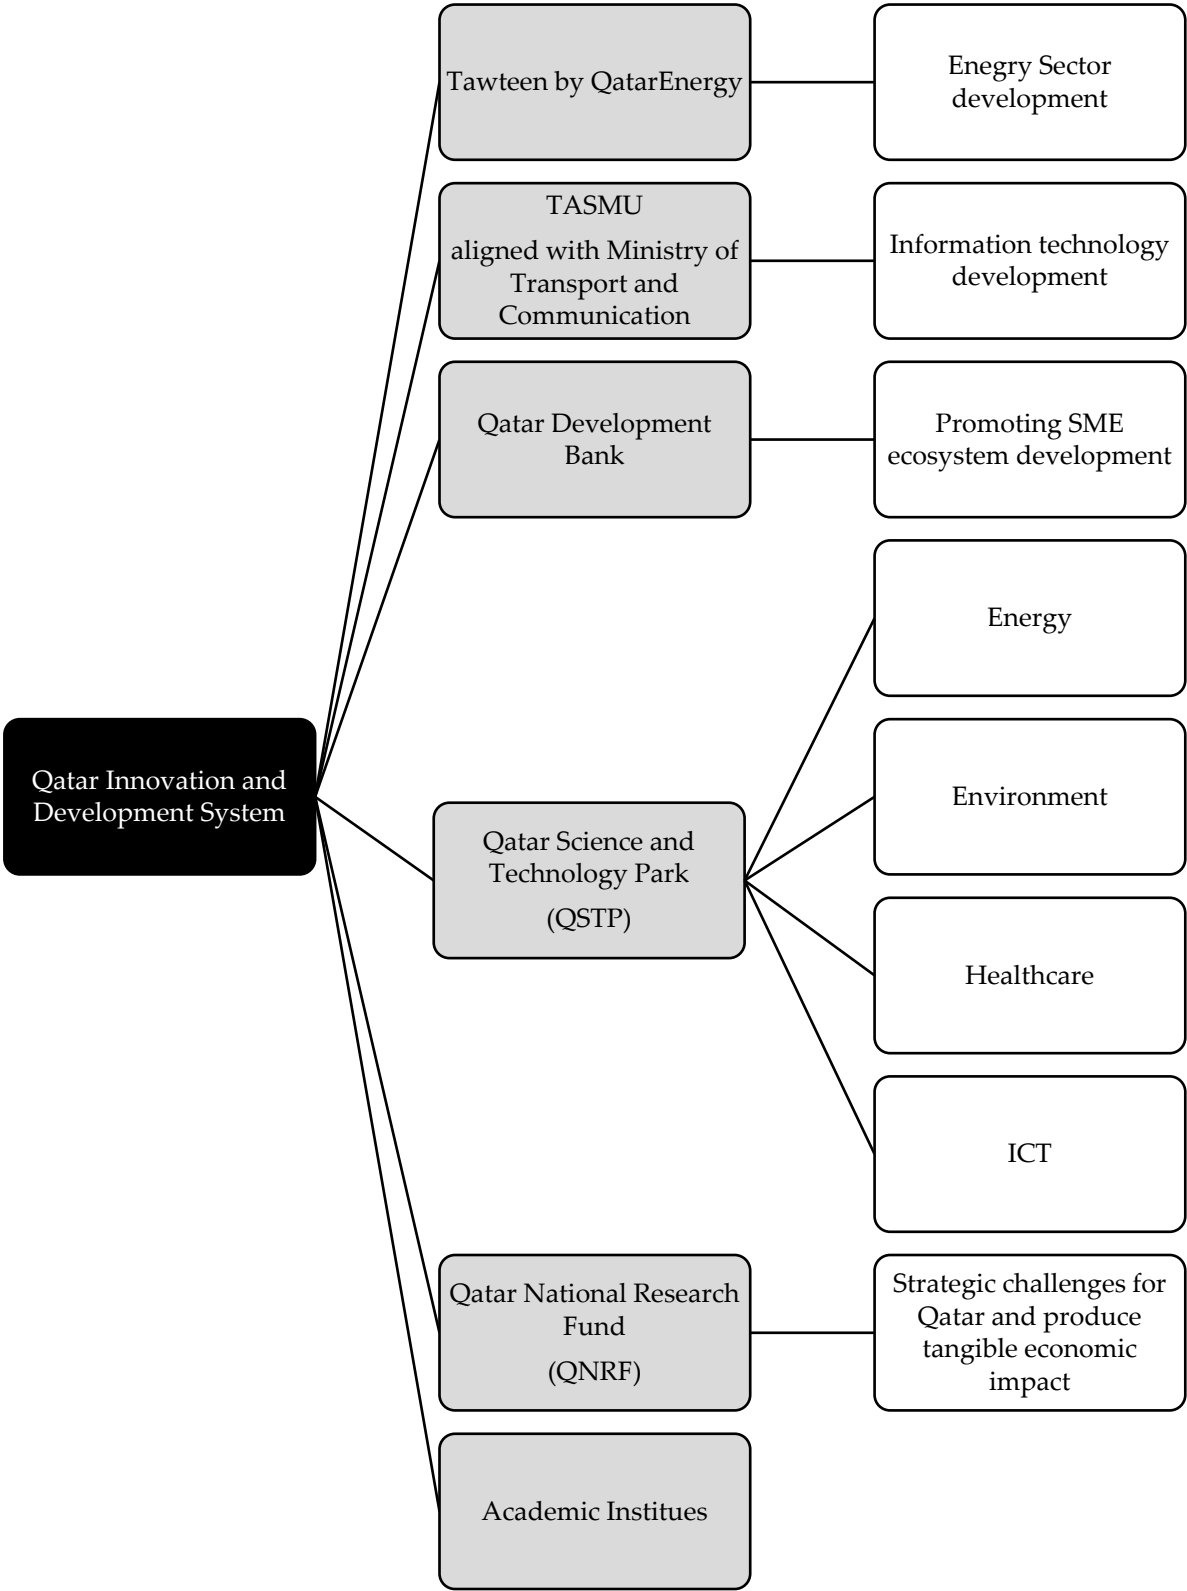 Tawteen by QatarEnergy
Enegry Sector
development
TASMU
aligned with Ministry of
Transport and
Communication
Information technology
development
Qatar Development
Bank
Promoting SME
ecosystem development
Energy
Qatar Innovation and
Development System
Environment
Qatar Science and
Technology Park
(QSTP)
Healthcare
ICT
Qatar National Research
Fund
(QNRF)
Strategic challenges for
Qatar and produce
tangible economic
impact
Academic Institues